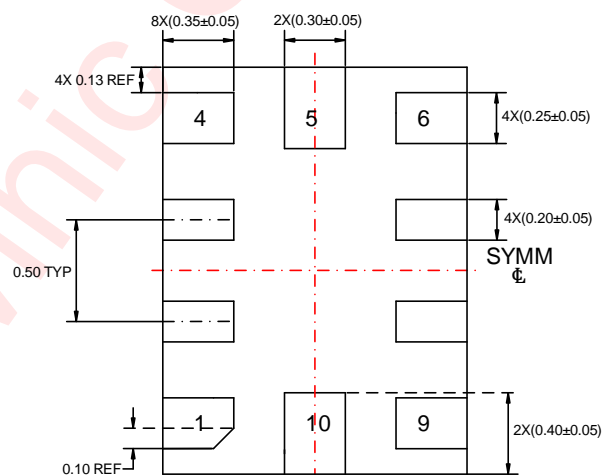 8X(0.35±0.05)
2X(0.30±0.05)
4X 0.13 REF
4
5
6
4X(0.25±0.05)
4X(0.20±0.05)
0.50 TYP
SYMM
℄
1
10
9
2X(0.40±0.05)
0.10 REF